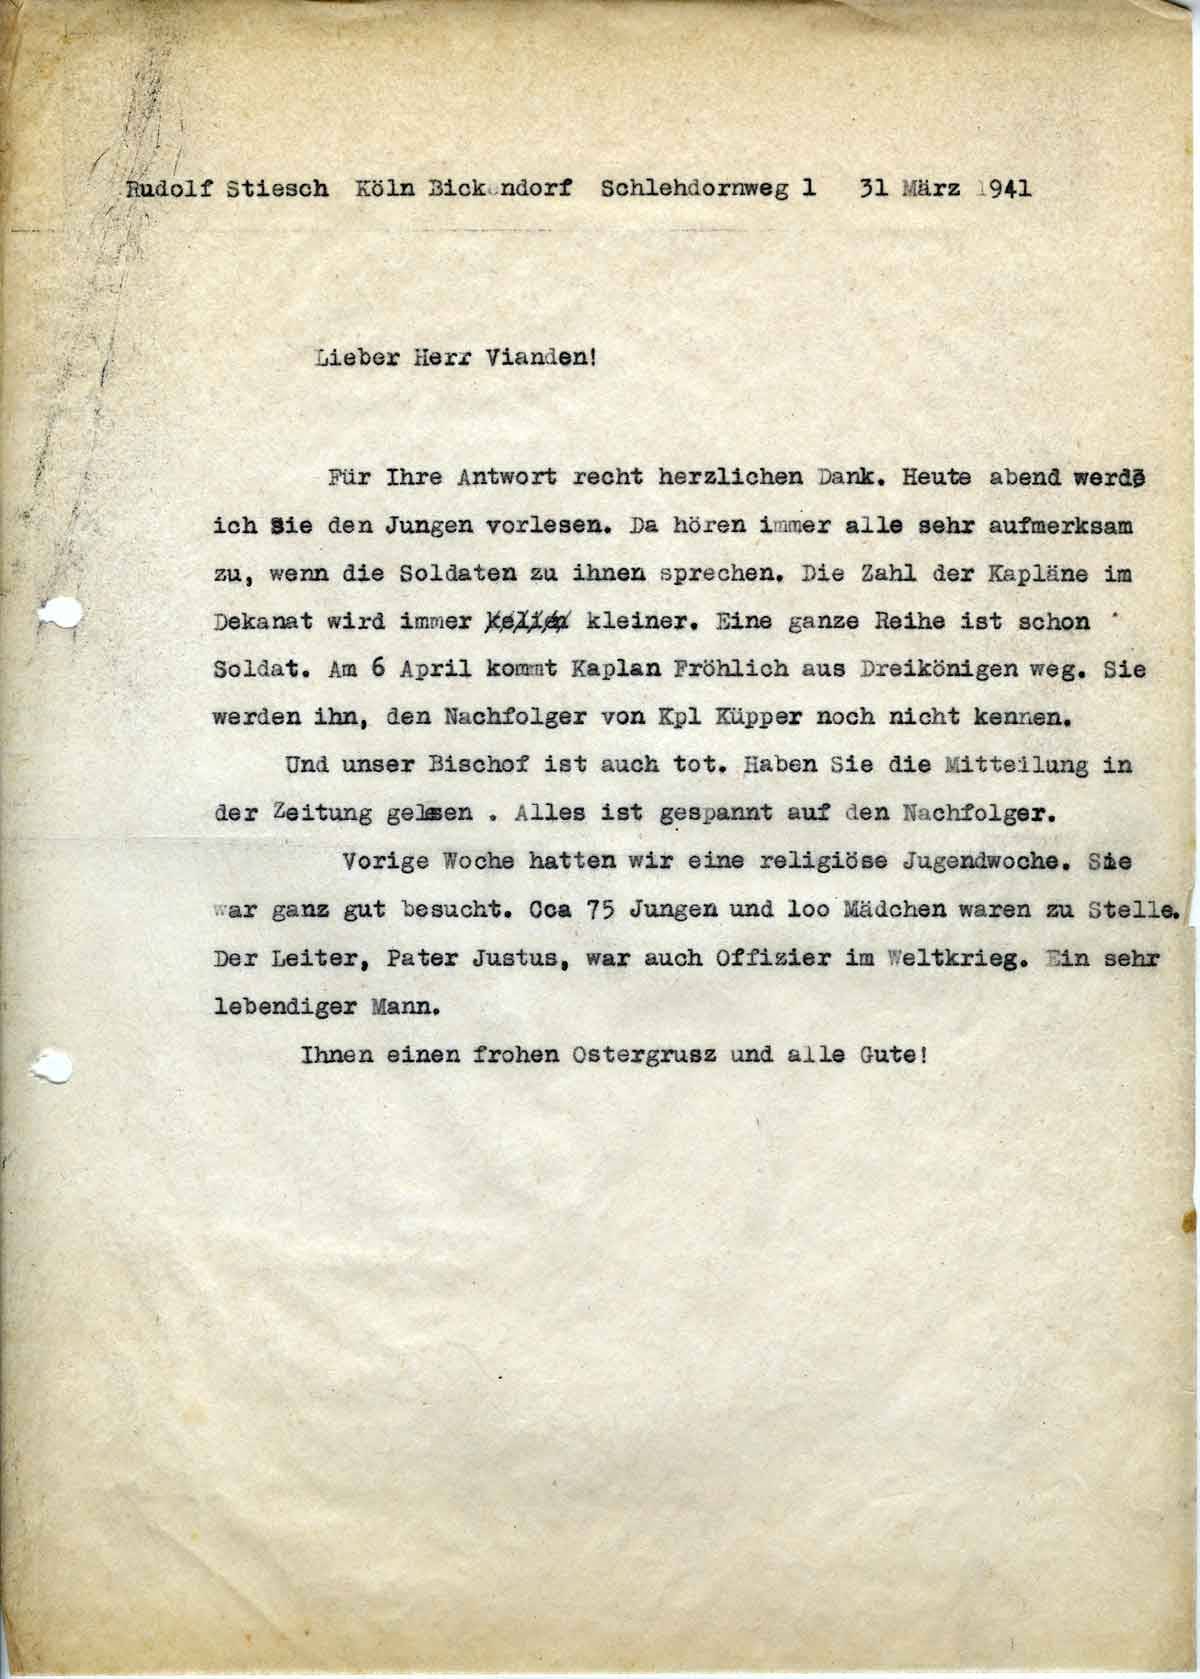 Rudolf Stiesch Köln Bickendorf Schlehdornweg 1 31 März 1941
Lieber Herr Vianden!
Für Ihre Antwort recht herzlichen Dank. Heute abend werde
ich Sie den Jungen vorlesen. Da hören immer alle sehr aufmerksam
zu, wenn die Soldaten zu ihnen sprechen. Die Zahl der Kapläne im
Dekanat wird immer kelien kleiner. Eine ganze Reihe ist schon
Soldat. Am 6 April kommt Kaplan Fröhlich aus Dreikönigen weg. Sie
werden ihn, den Nachfolger von Kpl Küpper noch nicht kennen.
Und unser Bischof ist auch tot. Haben Sie die Mitteilung in
der Zeitung gelesen . Alles ist gespannt auf den Nachfolger.
Vorige Woche hatten wir eine religiöse Jugendwoche. Sie
war ganz gut besucht. Cca 75 Jungen und 1oo Mädchen waren zu Stelle.
Der Leiter, Pater Justus, war auch Offizier im Weltkrieg. Ein sehr
lebendiger Mann.
Ihnen einen frohen Ostergrusz und alle Gute!